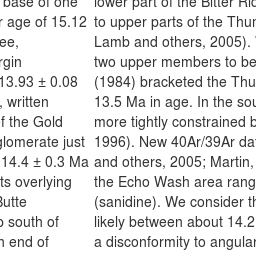 base of one
r age of 15.12
ee,
rgin
13.93 ± 0.08
, written
f the Gold
glomerate just
14.4 ± 0.3 Ma
ts overlying
Butte
o south of
n end of
lower part of the Bitter Ric
to upper parts of the Thur
Lamb and others, 2005).
two upper members to be
(1984) bracketed the Thu
13.5 Ma in age. In the sou
more tightly constrained b
1996). New 40Ar/39Ar dat
and others, 2005; Martin,
the Echo Wash area rang
(sanidine). We consider th
likely between about 14.2
a disconformity to angular